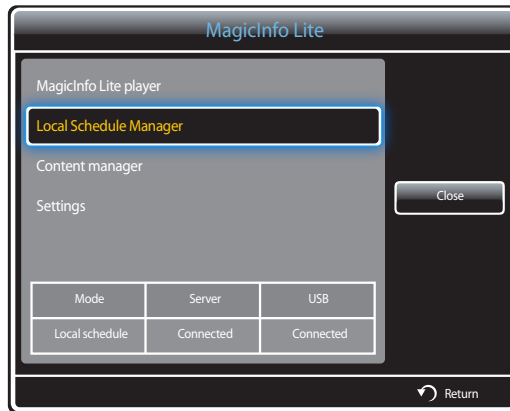 MagicInfo Lite
MagicInfo Lite player
Local Schedule Manager
Content manager
Settings
Close
Mode Server USB
Local schedule Connected Connected
Return